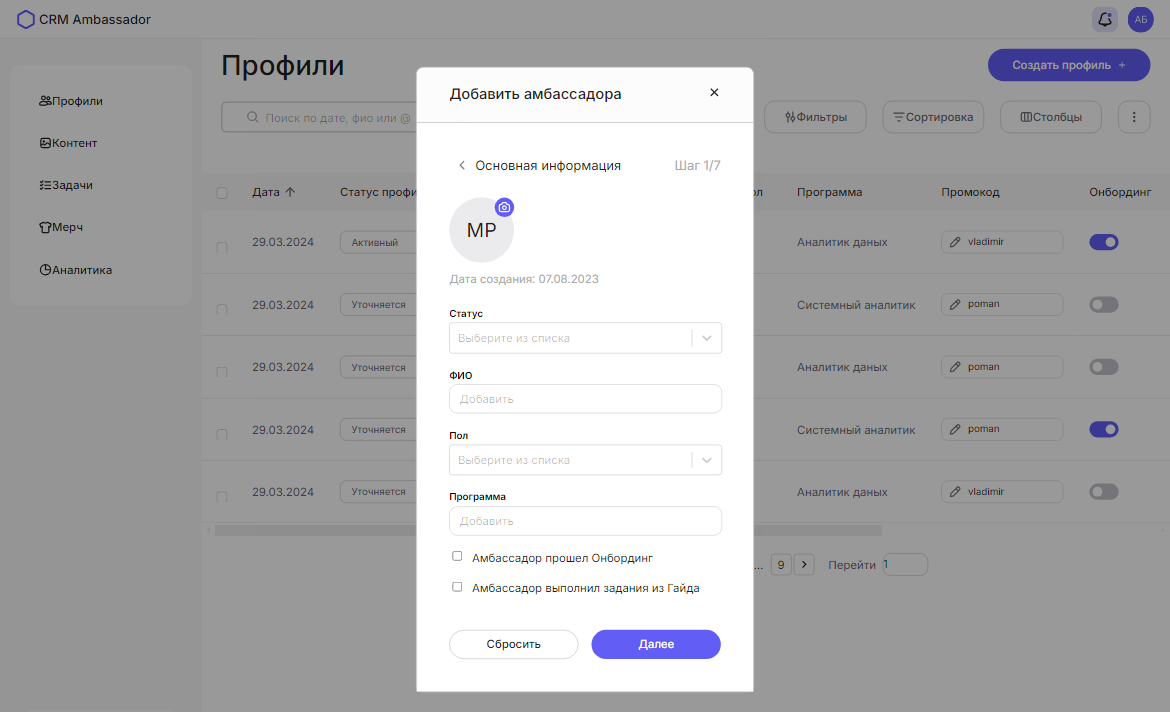 CRM Ambassador
АБ
Профили
Контент
Задачи
Мерч
Аналитика
Профили
Создать профиль +
Поиск по дате, фио или @
Фильтры
Сортировка
Столбцы
Дата
Статус профи
ол
Программа
Промокод
Онбординг
29.03.2024
Активный
Аналитик данных
vladimir
29.03.2024
Уточняется
Системный аналитик
poman
29.03.2024
Уточняется
Аналитик данных
poman
29.03.2024
Уточняется
Системный аналитик
poman
29.03.2024
Уточняется
Аналитик данных
vladimir
... 9
Перейти 1
Добавить амбассадора
Основная информация
Шаг 1/7
МР
Дата создания: 07.08.2023
Статус
Выберите из списка
ФИО
Добавить
Пол
Выберите из списка
Программа
Добавить
Амбассадор прошел Онбординг
Амбассадор выполнил задания из Гайда
Сбросить
Далее